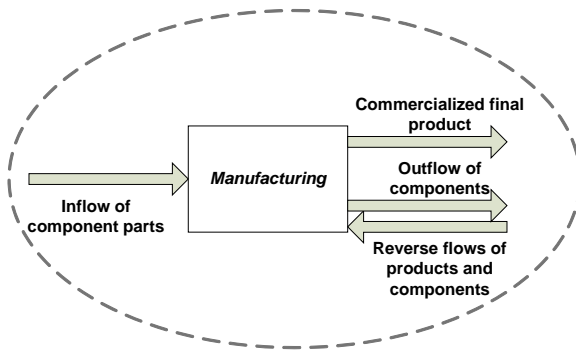 Commercialized final
product
Manufacturing
Outflow of
components
Inflow of
component parts
Reverse flows of
products and
components